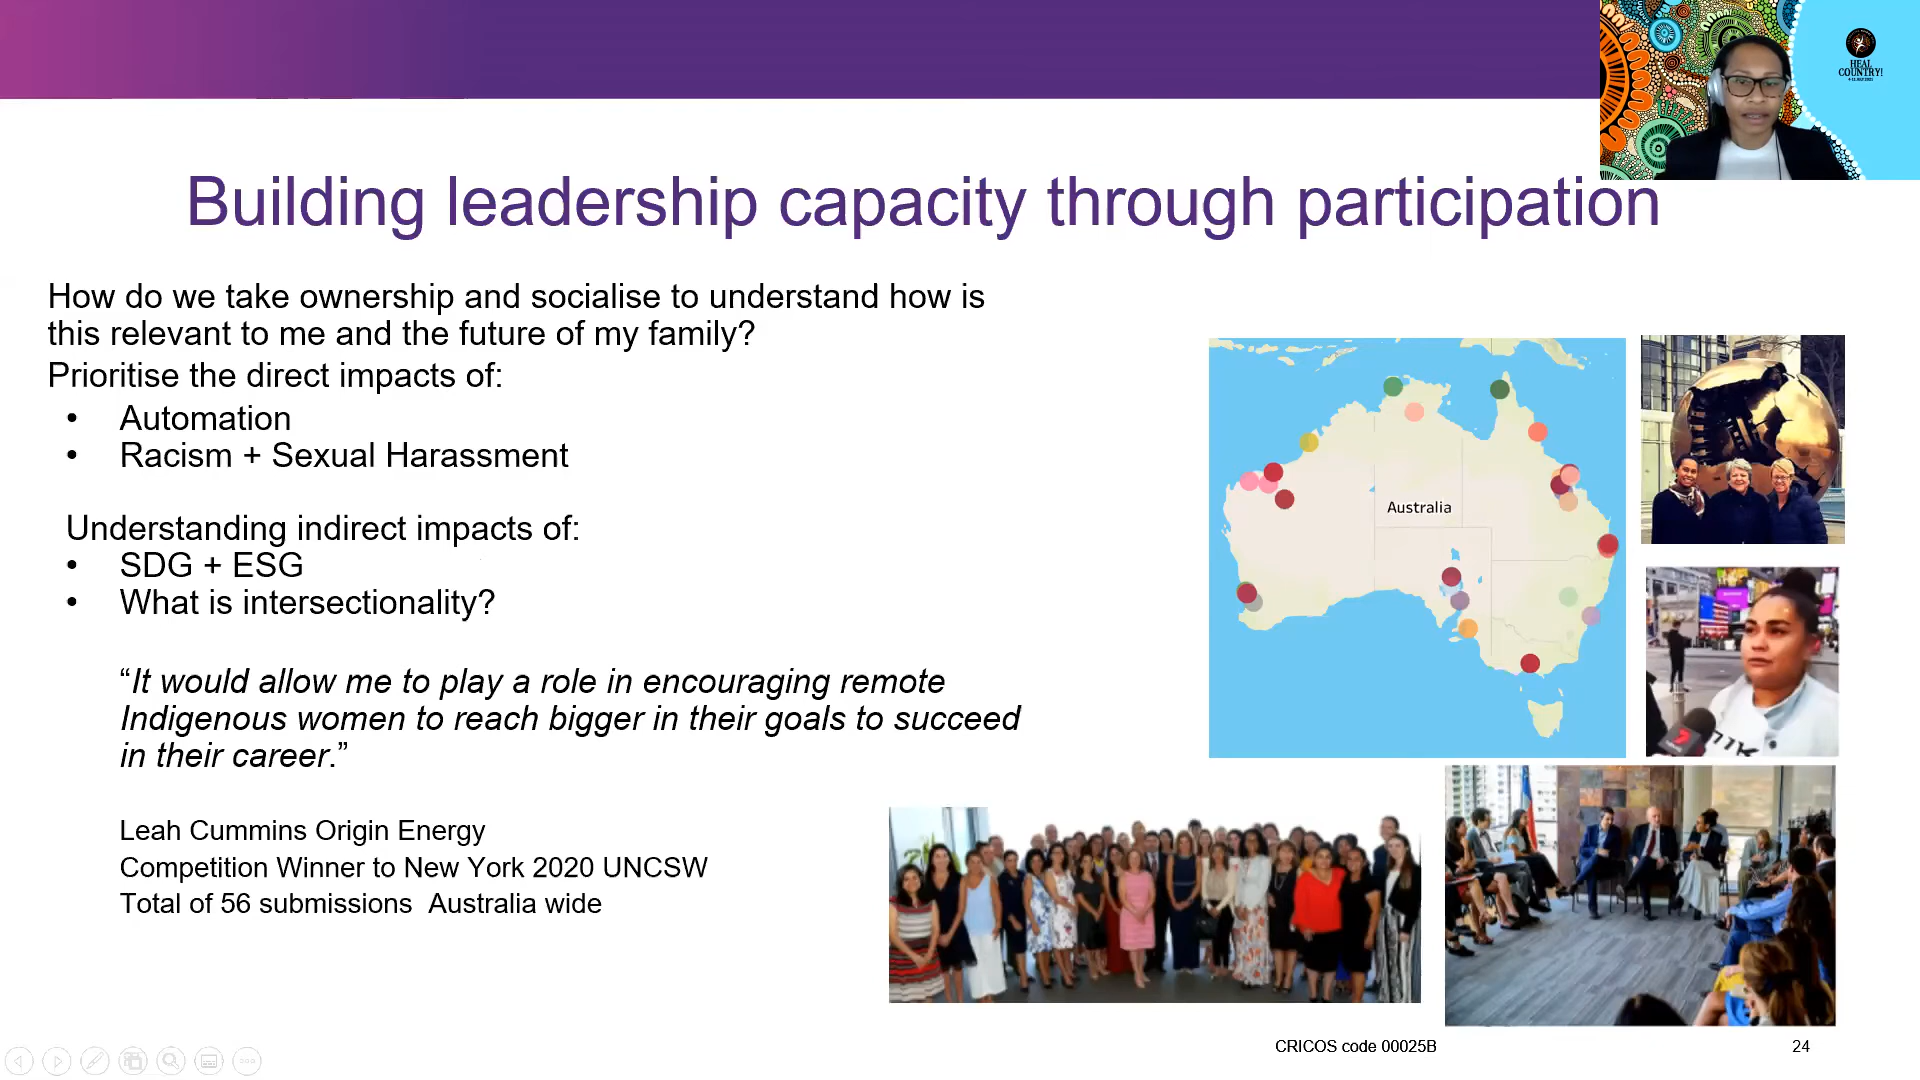 HEAL
COUNTRY!
Building leadership capacity through participation
How do we take ownership and socialise to understand how is
this relevant to me and the future of my family?
Prioritise the direct impacts of:
• Automation
• Racism + Sexual Harassment
Understanding indirect impacts of:
• SDG + ESG
• What is intersectionality?
“It would allow me to play a role in encouraging remote
Indigenous women to reach bigger in their goals to succeed
in their career.”
Leah Cummins Origin Energy
Competition Winner to New York 2020 UNCSW
Total of 56 submissions Australia wide
Australia
7
CRICOS code 00025B
24